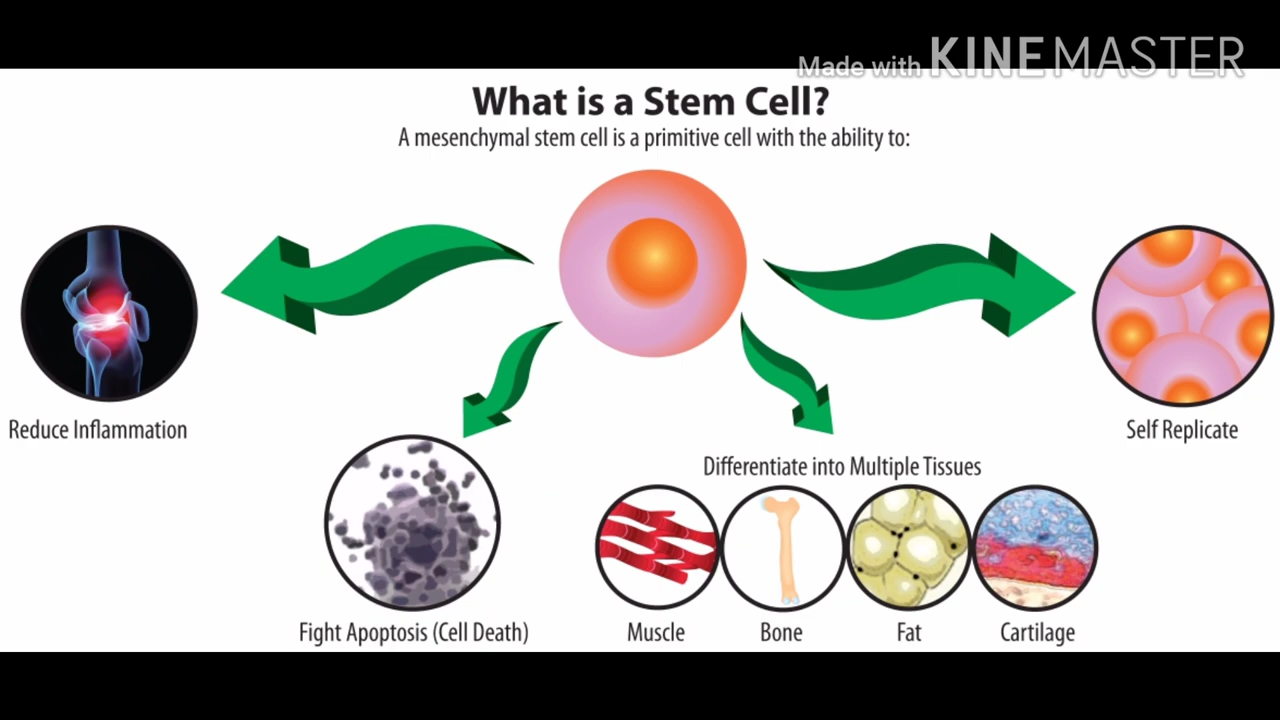 Made with KINEMASTER
What is a Stem Cell?
A mesenchymal stem cell is a primitive cell with the ability to:
Reduce Inflammation
Self Replicate
Differentiate into Multiple Tissues
Fight Apoptosis (Cell Death)
Muscle
Bone
Fat
Cartilage